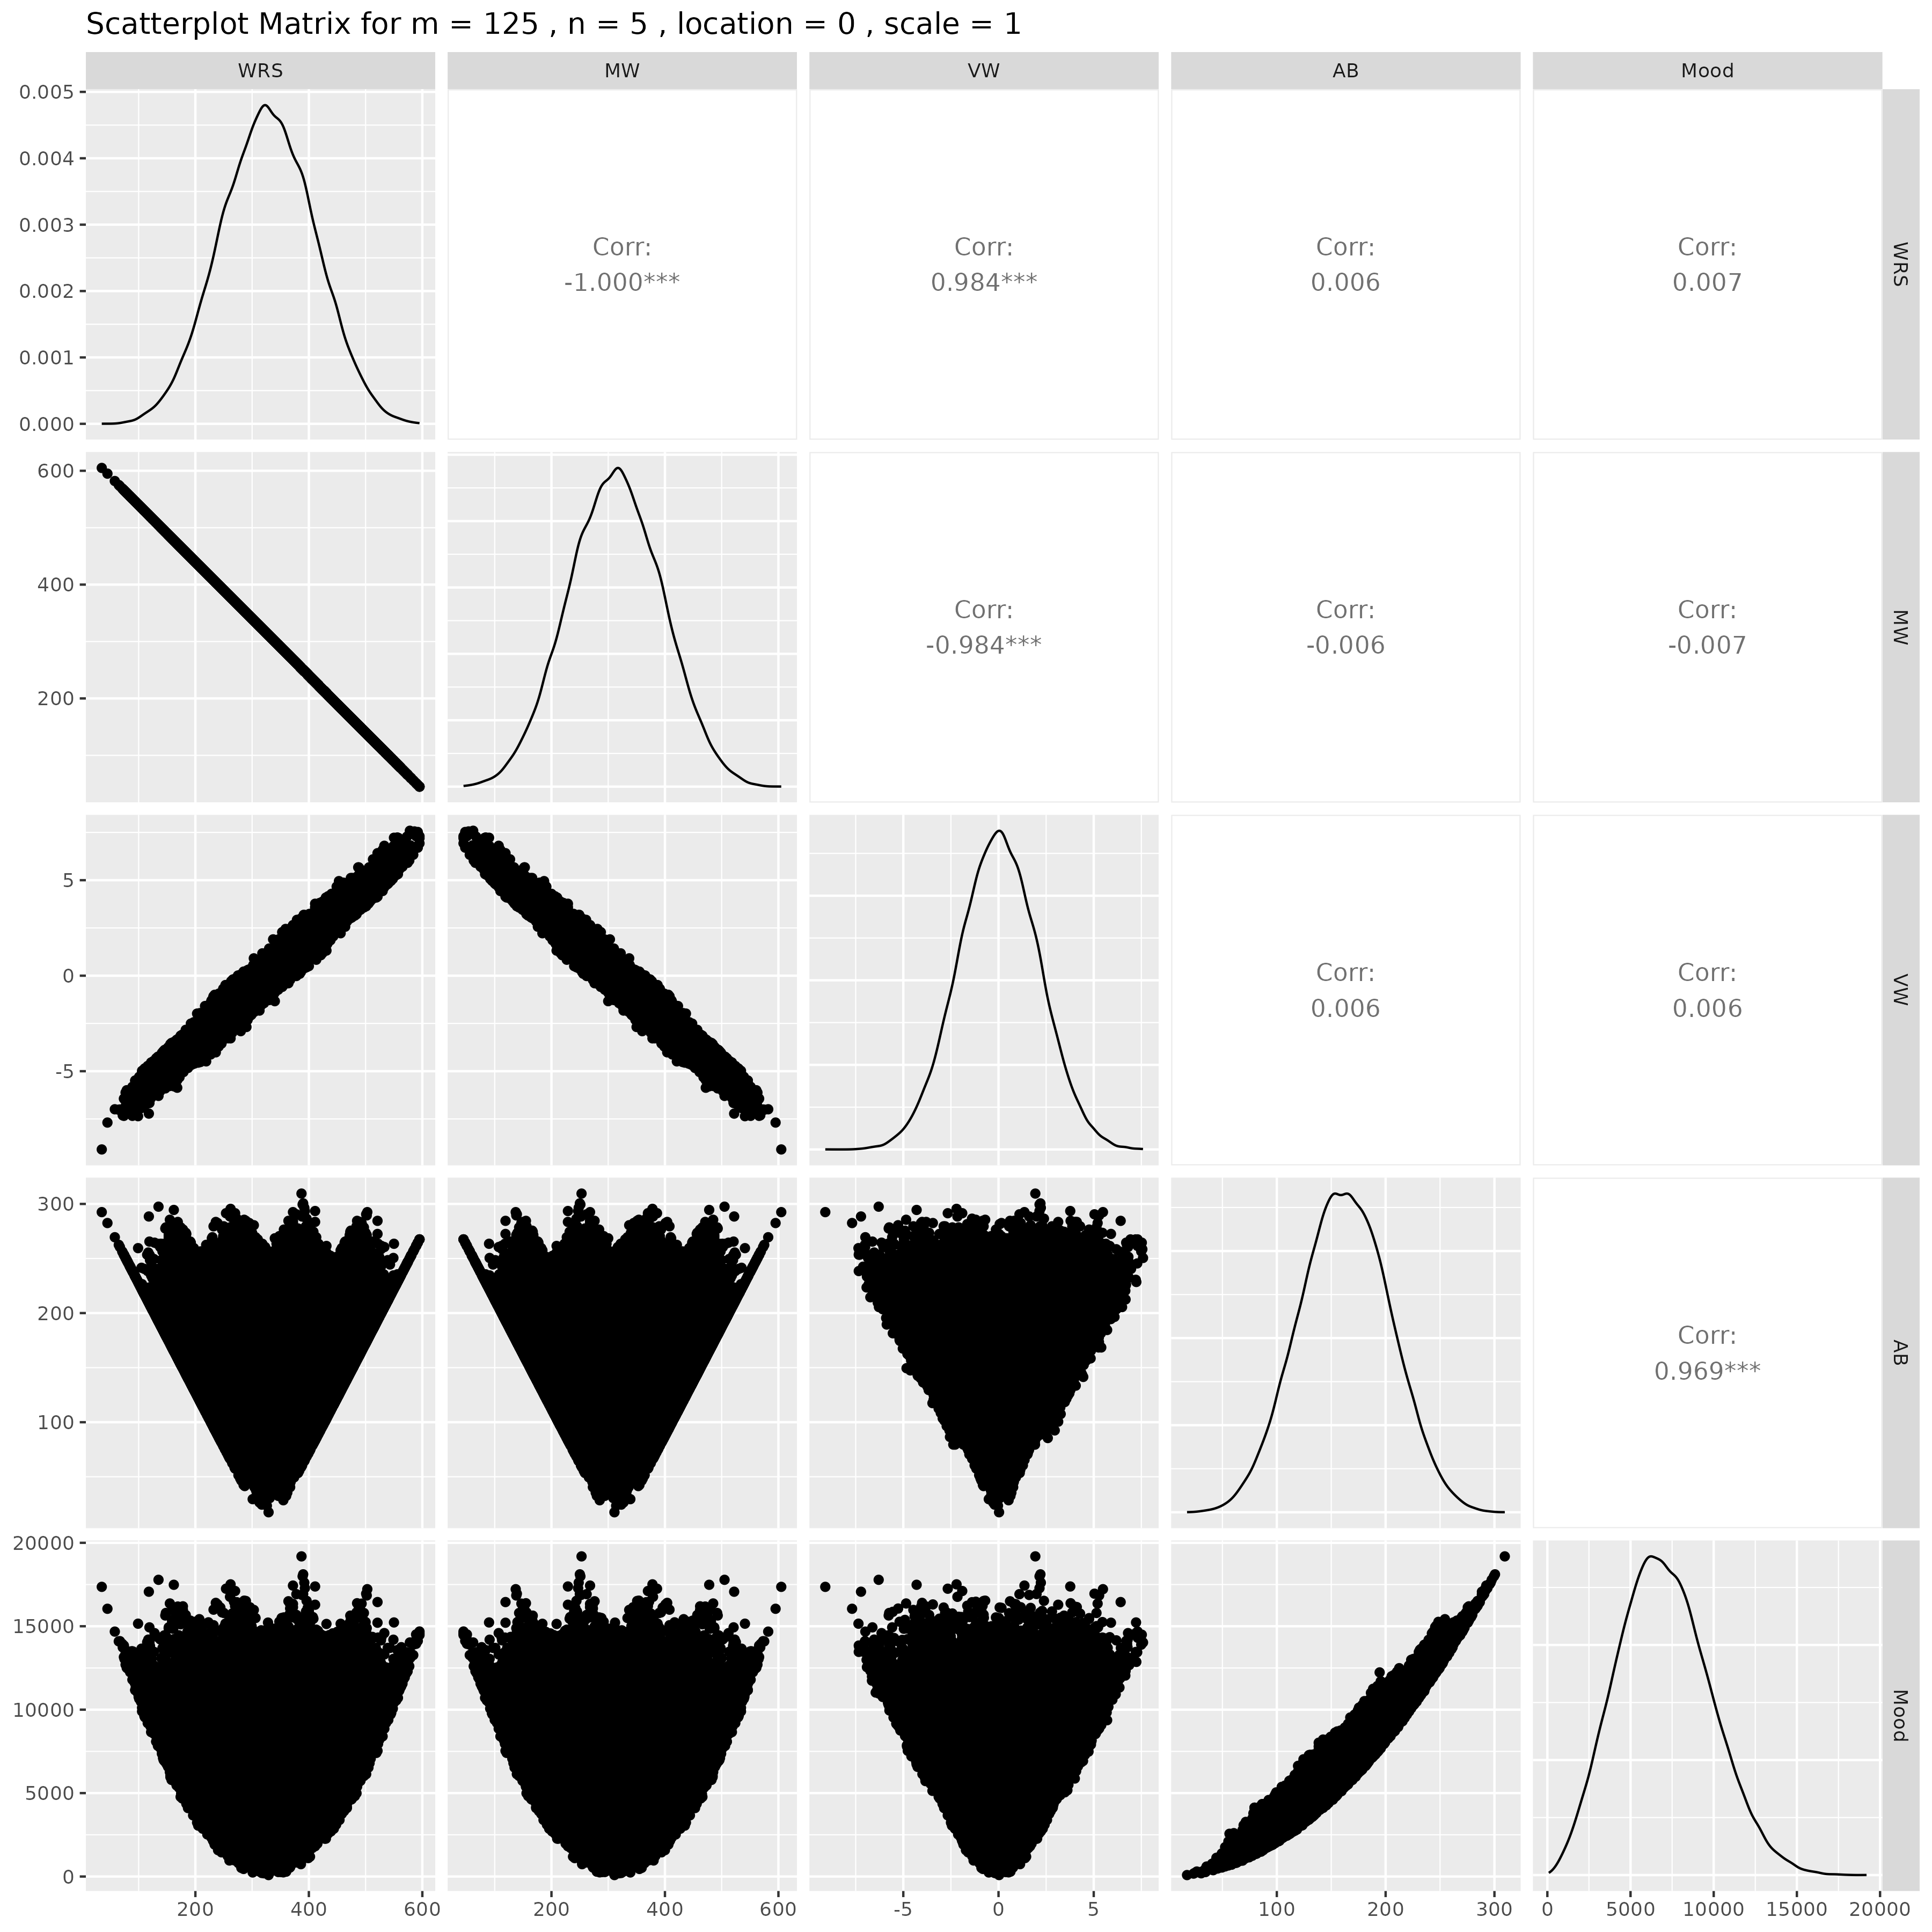 Scatterplot Matrix for m = 125 , n = 5 , location = 0 , scale = 1
WRS
MW
VW
AB
Mood
0.005
0.004
0.003
0.002
0.001
0.000
Corr:
-1.000***
Corr:
0.984***
Corr:
0.006
Corr:
0.007
WRS
600
400
200
Corr:
-0.984***
Corr:
-0.006
Corr:
-0.007
MW
5
0
-5
Corr:
0.006
Corr:
0.006
VW
300
200
100
Corr:
0.969***
AB
20000
15000
10000
5000
0
Mood
200 400 600
200 400 600
-5 0 5
100 200 300
0 5000 10000 15000 20000